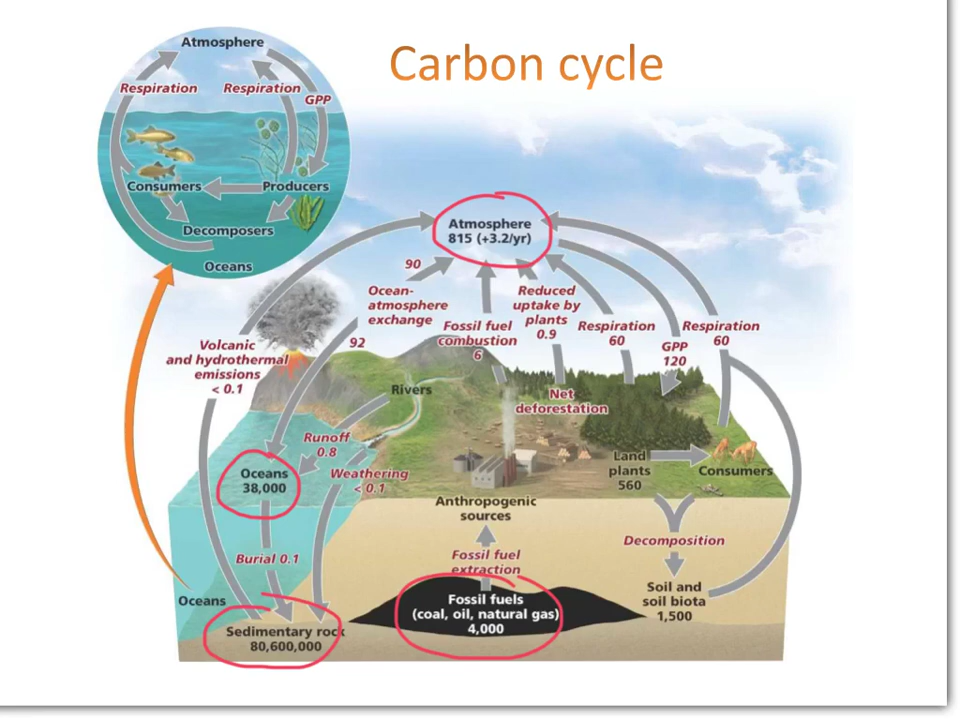 Carbon cycle
Atmosphere
Respiration
Respiration
GPP
Consumers
Producers
Decomposers
Oceans
Atmosphere
815 (+3.2/yr)
90
Ocean-
atmosphere
exchange
92
Fossil fuel
combustion
6
Reduced
uptake by
plants
0.9
Respiration
60
GPP
120
Respiration
60
Volcanic
and hydrothermal
emissions
< 0.1
Rivers
Net
deforestation
Runoff
0.8
Weathering
< 0.1
Oceans
38,000
Land
plants
560
Consumers
Anthropogenic
sources
Decomposition
Burial 0.1
Fossil fuel
extraction
Oceans
Fossil fuels
(coal, oil, natural gas)
4,000
Soil and
soil biota
1,500
Sedimentary rock
80,600,000